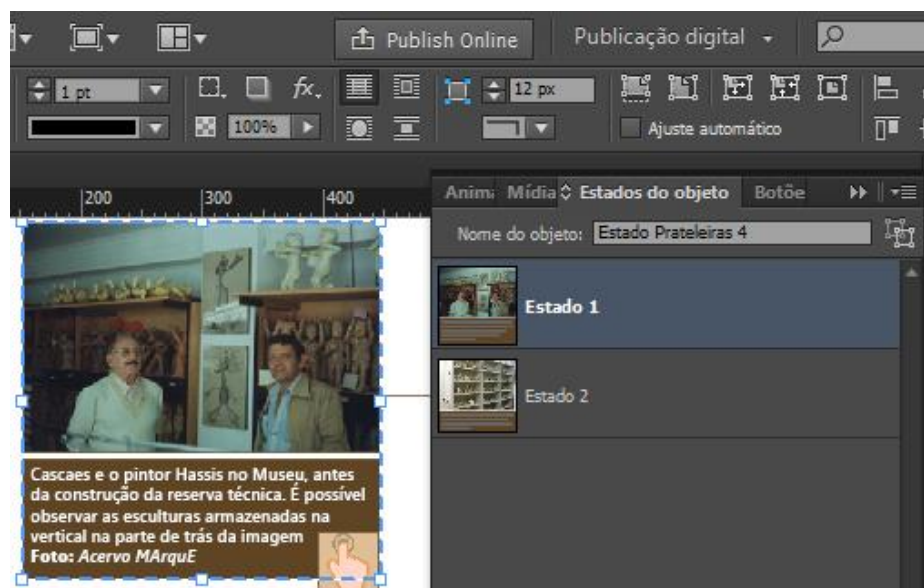 Publish Online
Publicação digital
1 pt
fx.
12 px
100%
Ajuste automático
200
300
400
Anima
Mídia
Estados do objeto
Botõe
Nome do objeto: Estado Prateleiras 4
Estado 1
Estado 2
Cascaes e o pintor Hassis no Museu, antes
da construção da reserva técnica. É possível
observar as esculturas armazenadas na
vertical na parte de trás da imagem
Foto: Acervo MArquE